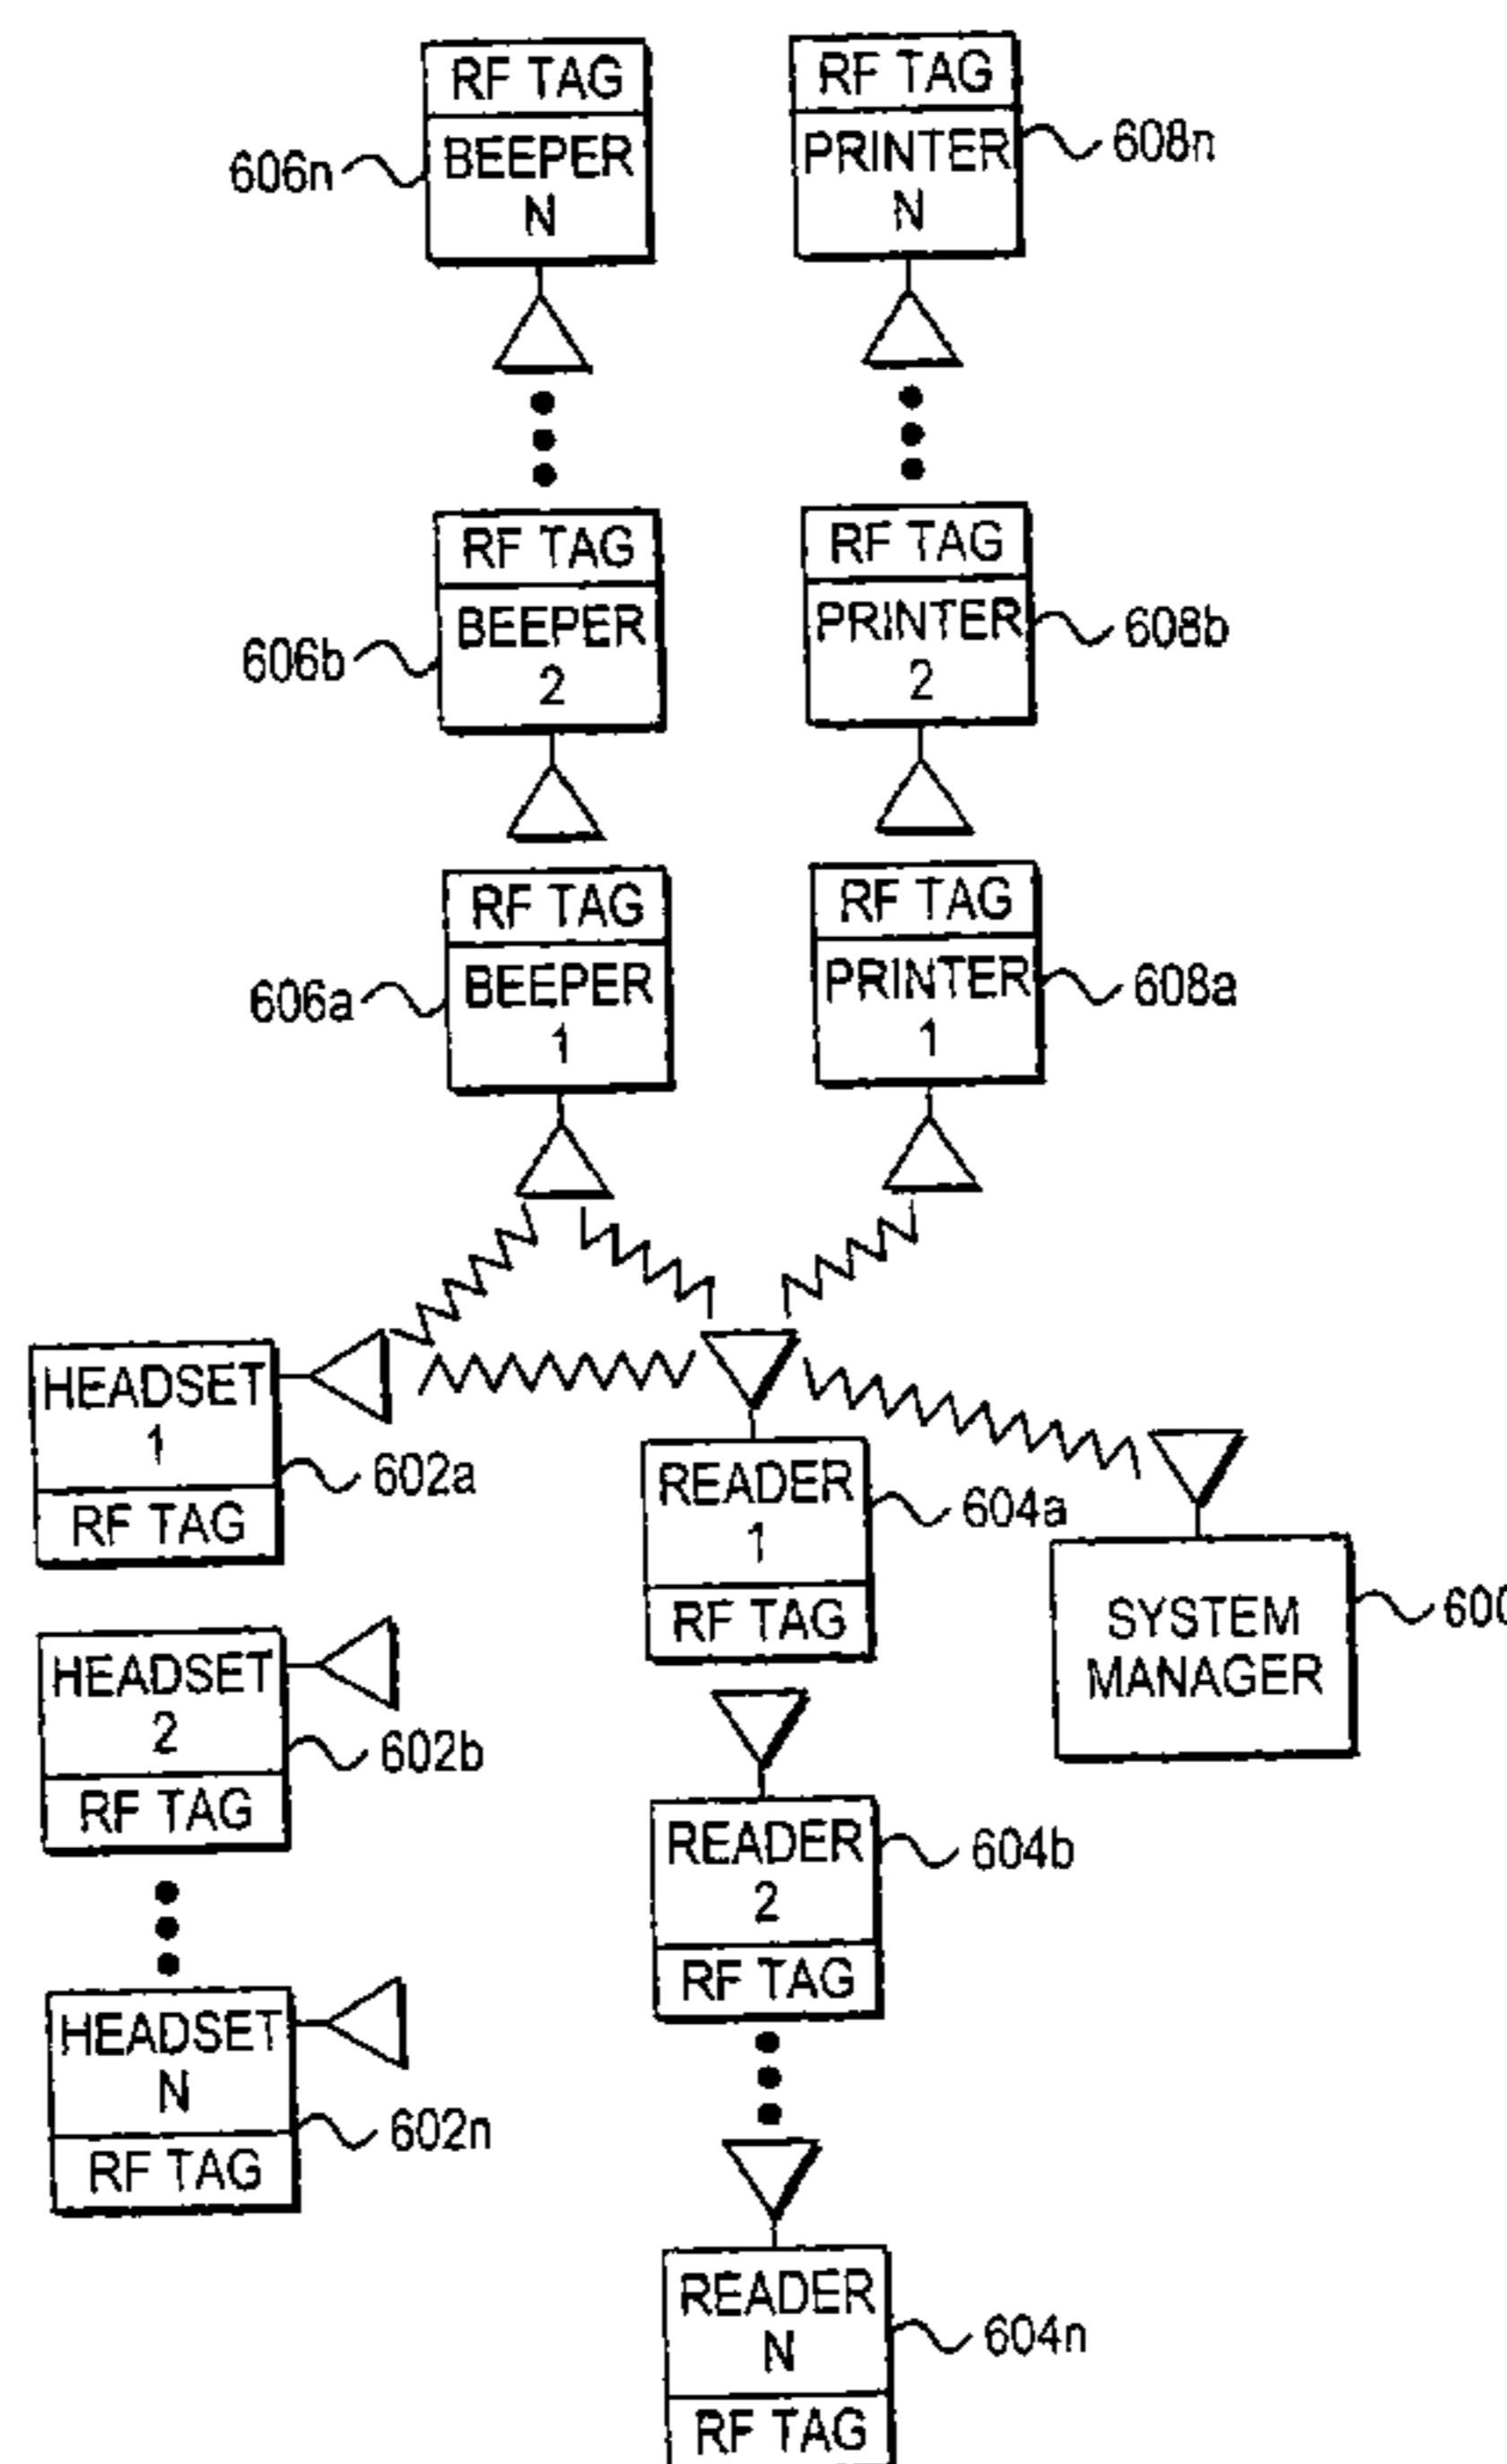 RF TAG
BEEPER
N
606n
RF TAG
PRINTER
N
608n
RF TAG
BEEPER
2
606b
RF TAG
PRINTER
2
608b
RF TAG
BEEPER
1
606a
RF TAG
PRINTER
1
608a
HEADSET
1
RF TAG
602a
READER
1
RF TAG
604a
SYSTEM
MANAGER
600
HEADSET
2
RF TAG
602b
READER
2
RF TAG
604b
HEADSET
N
RF TAG
602n
READER
N
RF TAG
604n